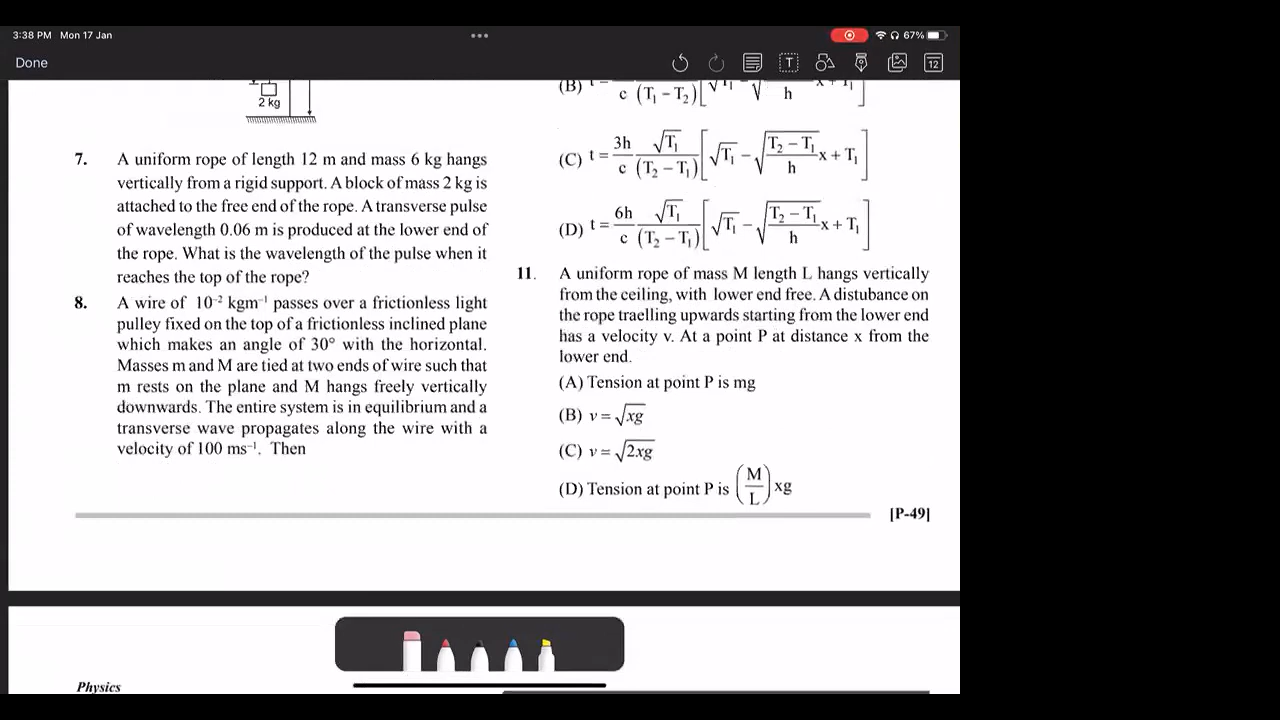 3:38 PM Mon 17 Jan
67%
Done
T
12
2 kg
7. A uniform rope of length 12 m and mass 6 kg hangs
vertically from a rigid support. A block of mass 2 kg is
attached to the free end of the rope. A transverse pulse
of wavelength 0.06 m is produced at the lower end of
the rope. What is the wavelength of the pulse when it
reaches the top of the rope?
8. A wire of 10⁻² kgm⁻¹ passes over a frictionless light
pulley fixed on the top of a frictionless inclined plane
which makes an angle of 30° with the horizontal.
Masses m and M are tied at two ends of wire such that
m rests on the plane and M hangs freely vertically
downwards. The entire system is in equilibrium and a
transverse wave propagates along the wire with a
velocity of 100 ms⁻¹. Then
(B) c (T₁ − T₂) h
(C) t = 3h/c √T₁/(T₂ − T₁) [√T₁ − √((T₂ − T₁)/h x + T₁)]
(D) t = 6h/c √T₁/(T₂ − T₁) [√T₁ − √((T₂ − T₁)/h x + T₁)]
11. A uniform rope of mass M length L hangs vertically
from the ceiling, with lower end free. A distubance on
the rope traelling upwards starting from the lower end
has a velocity v. At a point P at distance x from the
lower end.
(A) Tension at point P is mg
(B) v = √xg
(C) v = √2xg
(D) Tension at point P is (M/L) xg
[P-49]
Physics